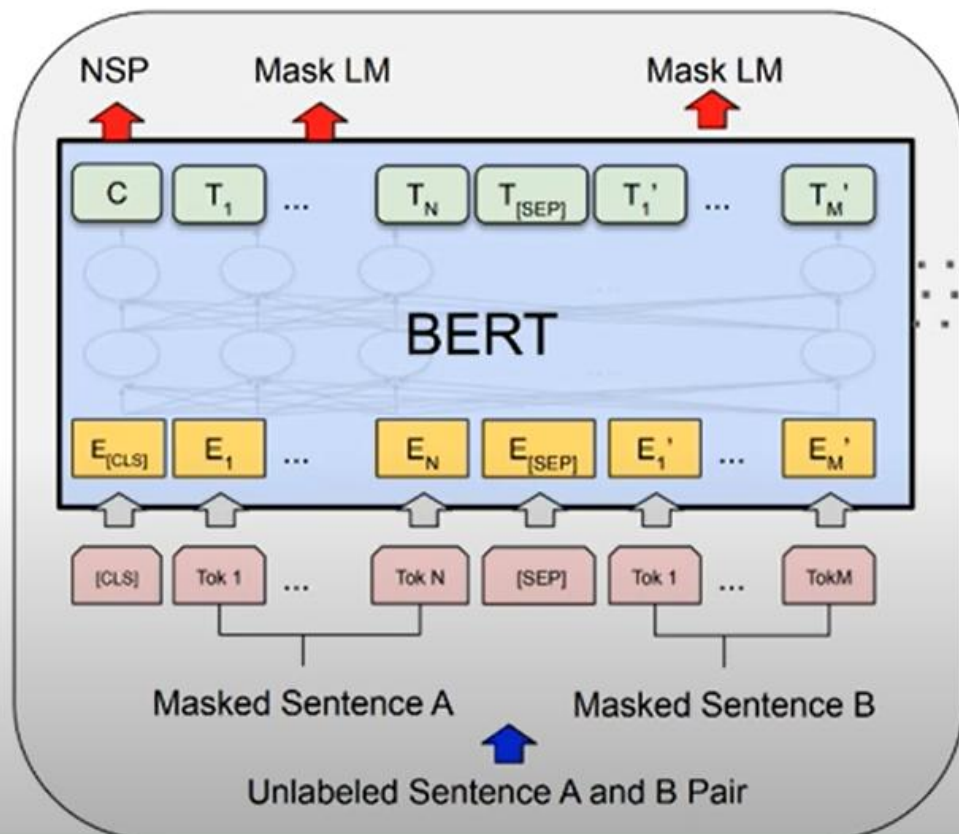 NSP Mask LM Mask LM
C T1 ... TN T[SEP] T1' ... TM'
BERT
E[CLS] E1 ... EN E[SEP] E1' ... EM'
[CLS] Tok 1 ... Tok N [SEP] Tok 1 ... TokM
Masked Sentence A Masked Sentence B
Unlabeled Sentence A and B Pair